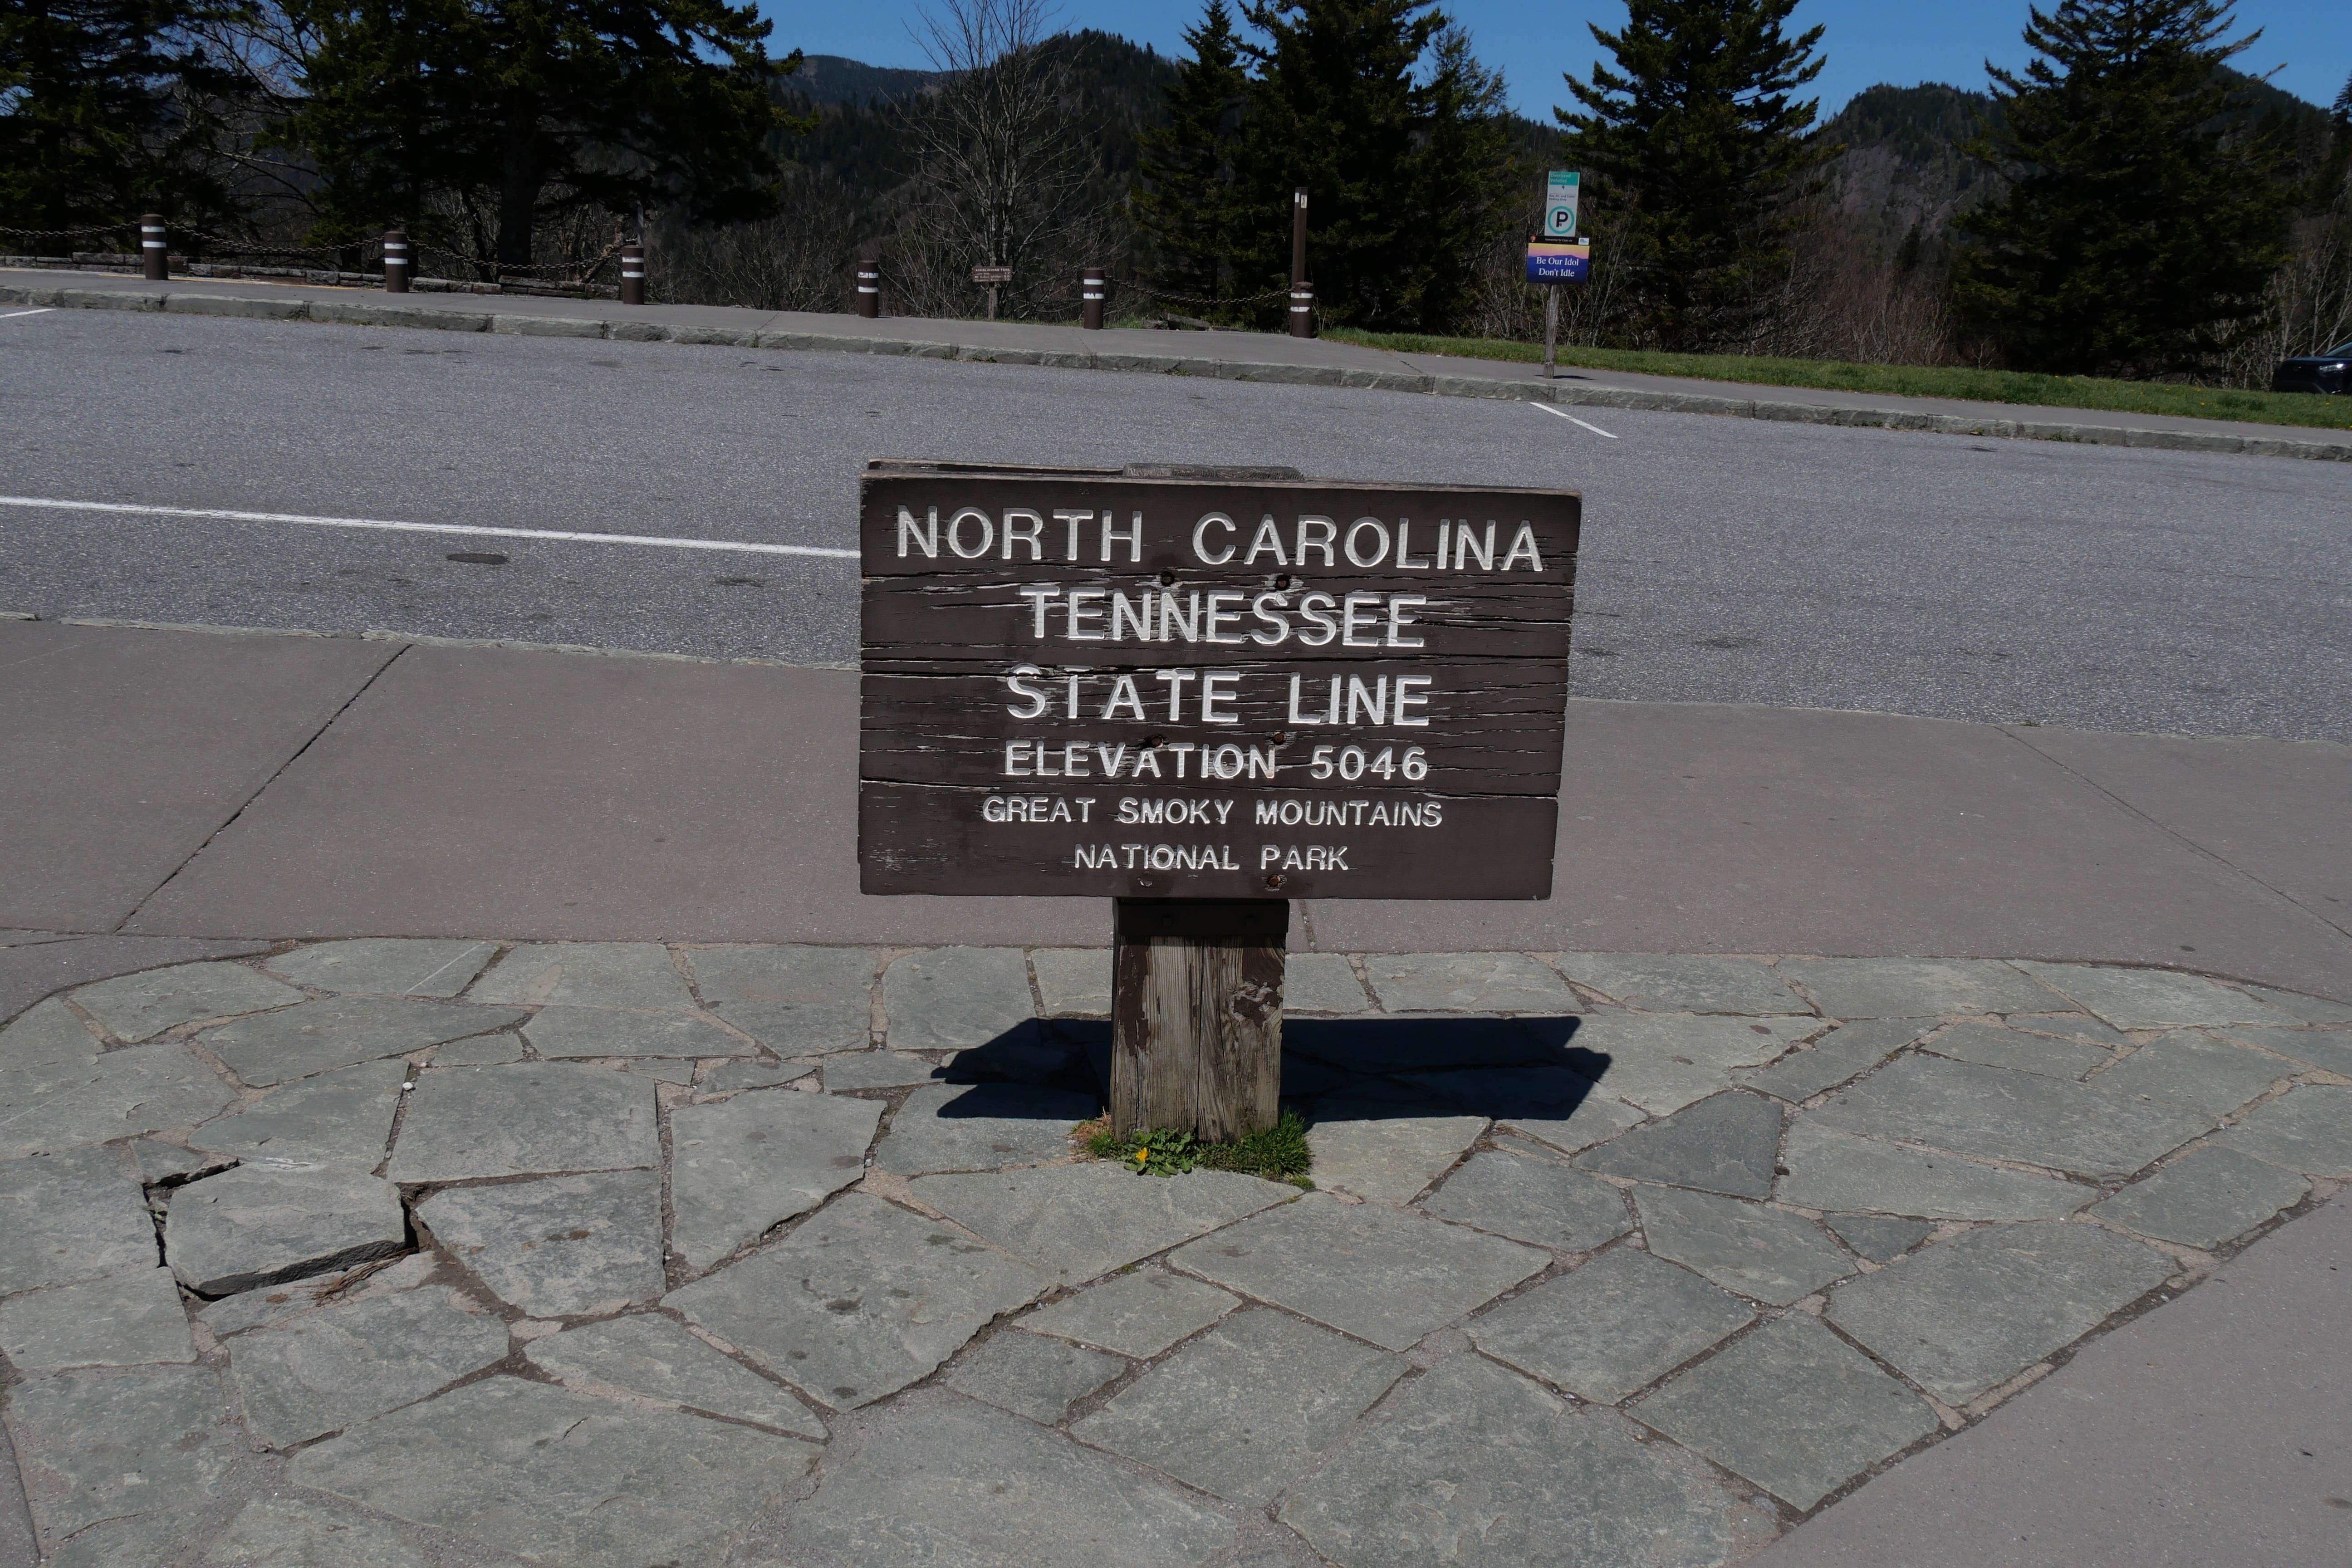 P
Be Our Idol
Don't Idle
NORTH CAROLINA
TENNESSEE
STATE LINE
ELEVATION 5046
GREAT SMOKY MOUNTAINS
NATIONAL PARK